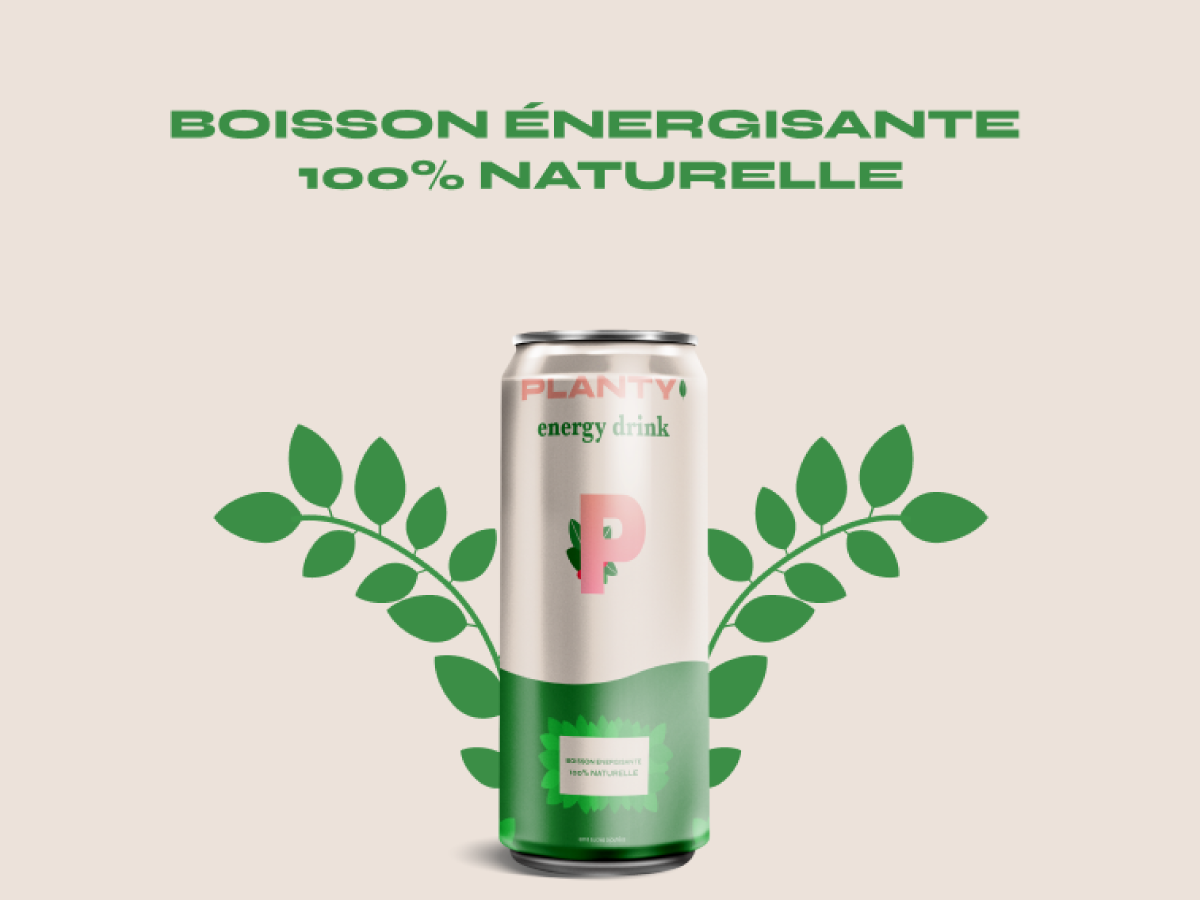 BOISSON ÉNERGISANTE
100% NATURELLE
PLANTY
energy drink
P
BOISSON ÉNERGISANTE
100% NATURELLE